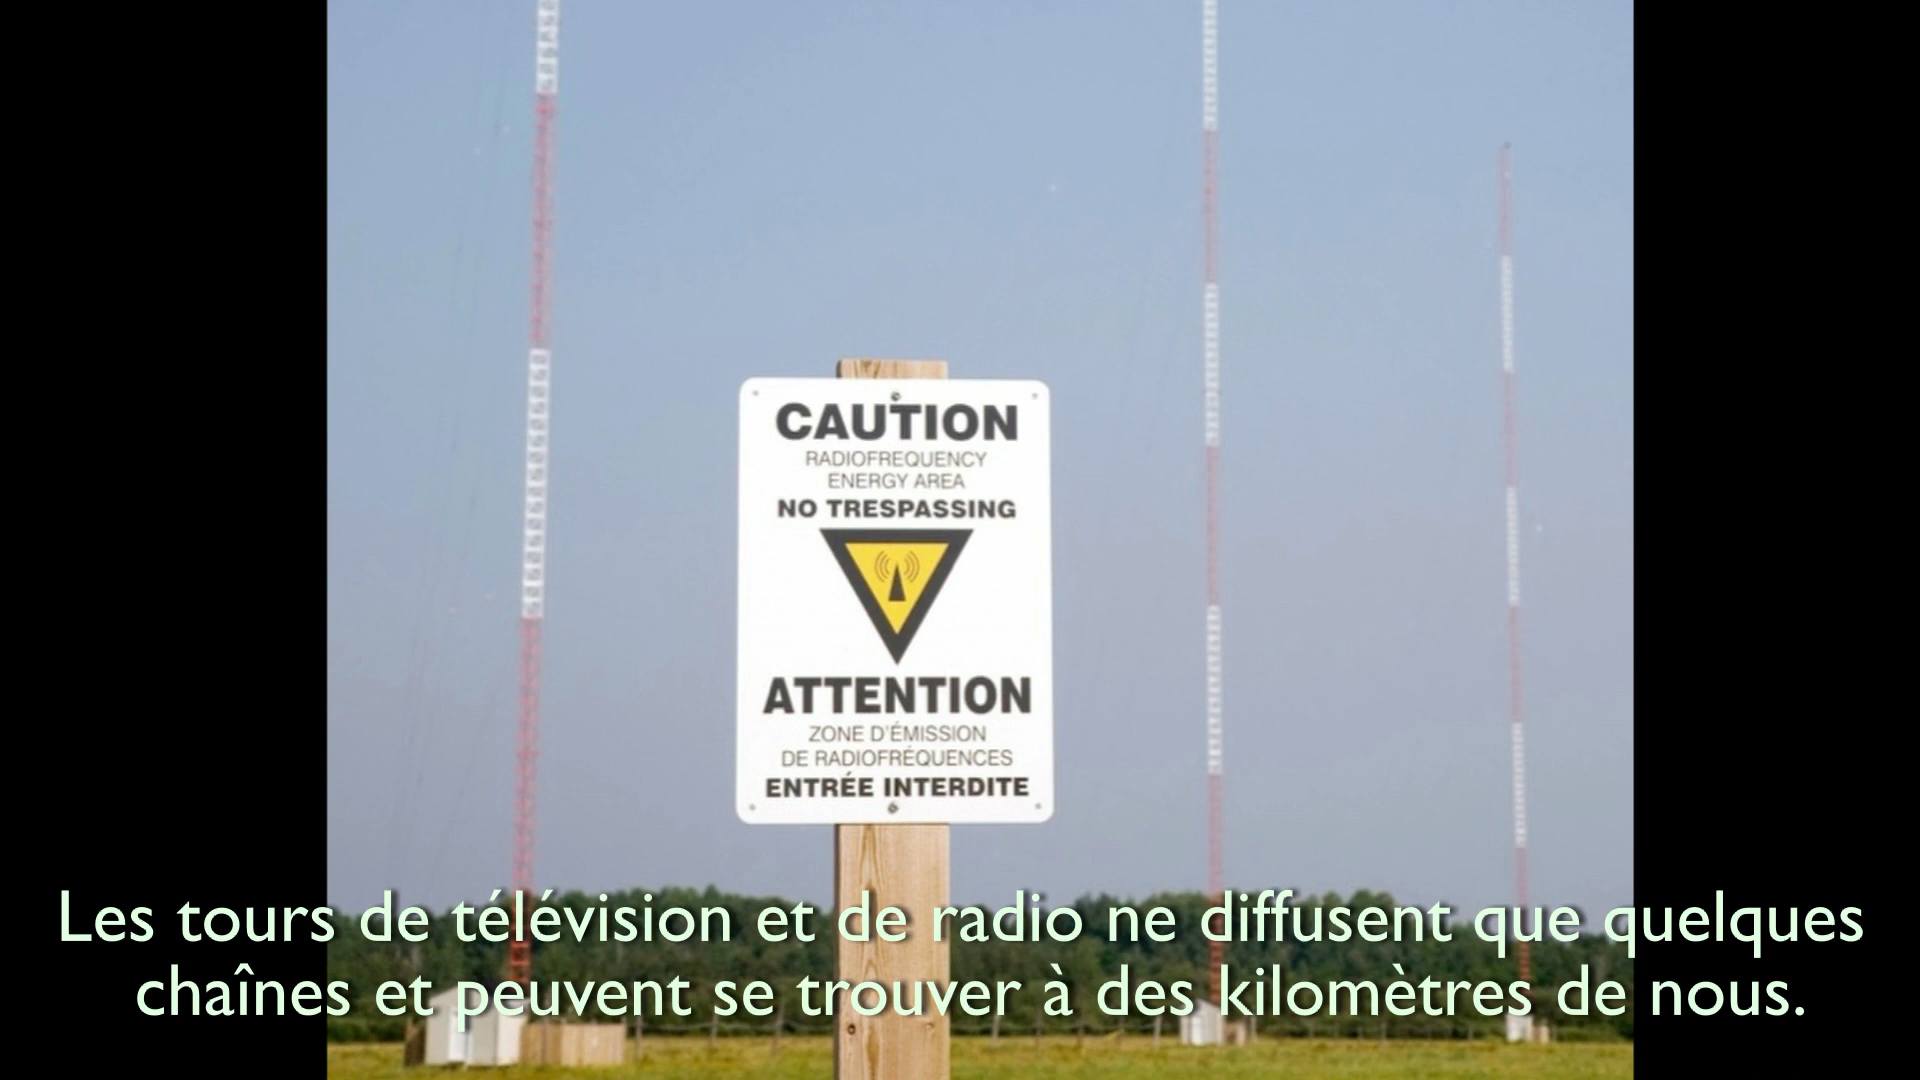 CAUTION
RADIOFREQUENCY
ENERGY AREA
NO TRESPASSING
ATTENTION
ZONE D'ÉMISSION
DE RADIOFRÉQUENCES
ENTRÉE INTERDITE
Les tours de télévision et de radio ne diffusent que quelques
chaînes et peuvent se trouver à des kilomètres de nous.